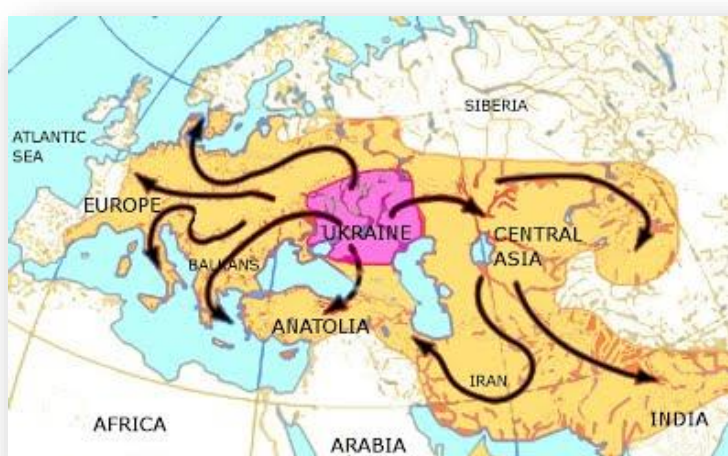 SIBERIA
ATLANTIC
SEA
EUROPE
UKRAINE
CENTRAL
ASIA
BALKANS
ANATOLIA
IRAN
AFRICA
ARABIA
INDIA